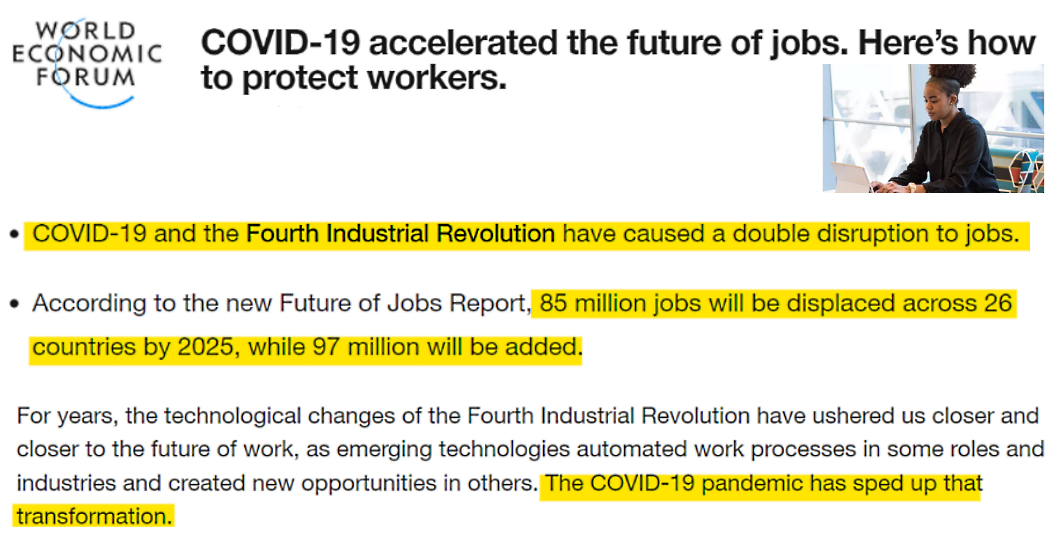 WORLD
ECONOMIC
FORUM
COVID-19 accelerated the future of jobs. Here’s how
to protect workers.
• COVID-19 and the Fourth Industrial Revolution have caused a double disruption to jobs.
• According to the new Future of Jobs Report, 85 million jobs will be displaced across 26
countries by 2025, while 97 million will be added.
For years, the technological changes of the Fourth Industrial Revolution have ushered us closer and
closer to the future of work, as emerging technologies automated work processes in some roles and
industries and created new opportunities in others. The COVID-19 pandemic has sped up that
transformation.